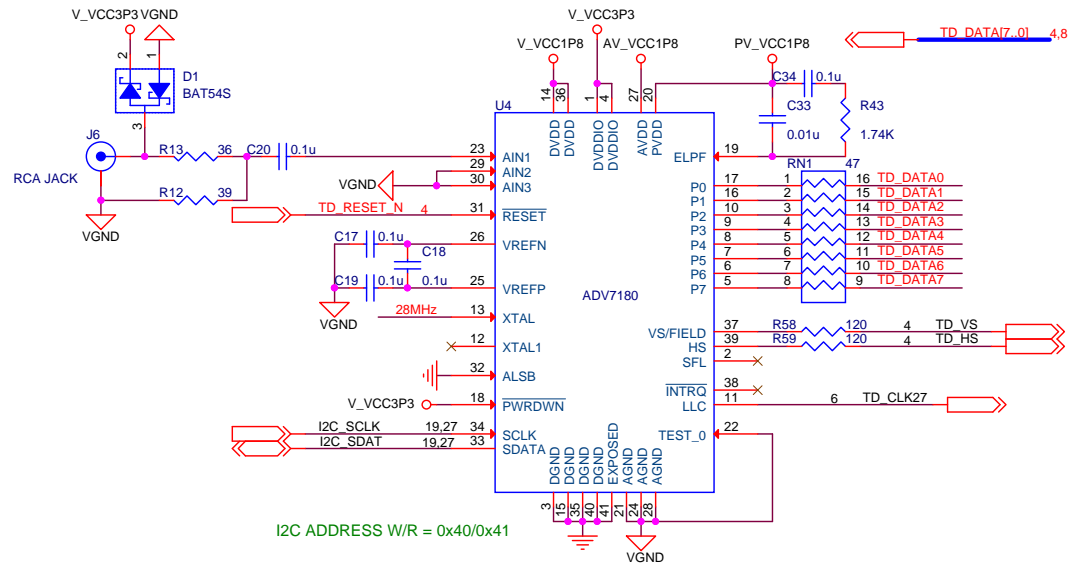 V_VCC3P3 VGND
2 1
D1
BAT54S
3
J6
RCA JACK
R13 36 C20 0.1u
R12 39
VGND
V_VCC3P3
V_VCC1P8 AV_VCC1P8 PV_VCC1P8
TD_DATA[7..0] 4,8
C34 0.1u
C33
0.01u
R43
1.74K
U4
14 36 1 4 27 20
DVDD DVDD DVDDIO DVDDIO AVDD PVDD
23 AIN1
29 AIN2
30 AIN3
VGND
TD_RESET_N 4 31 RESET
C17 0.1u 26 VREFN
C18
0.1u
C19 0.1u 25 VREFP
VGND
28MHz 13 XTAL
12 XTAL1
32 ALSB
V_VCC3P3 18 PWRDWN
I2C_SCLK 19,27 34 SCLK
I2C_SDAT 19,27 33 SDATA
ADV7180
ELPF 19
RN1 47
P0 17 1 16 TD_DATA0
P1 16 2 15 TD_DATA1
P2 10 3 14 TD_DATA2
P3 9 4 13 TD_DATA3
P4 8 5 12 TD_DATA4
P5 7 6 11 TD_DATA5
P6 6 7 10 TD_DATA6
P7 5 8 9 TD_DATA7
VS/FIELD 37 R58 120 4 TD_VS
HS 39 R59 120 4 TD_HS
SFL 2
INTRQ 38
LLC 11 6 TD_CLK27
TEST_0 22
DGND DGND DGND DGND EXPOSED AGND AGND AGND
3 15 35 40 41 21 24 28
I2C ADDRESS W/R = 0x40/0x41
VGND